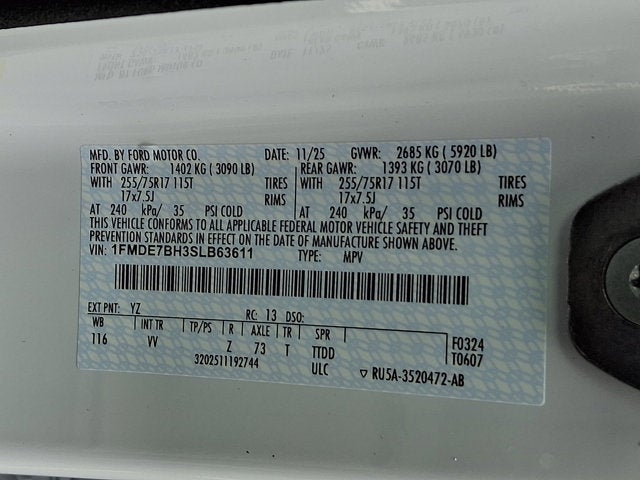 MFD. BY FORD MOTOR CO. DATE: 11/25 GVWR: 2685 KG ( 5920 LB)
FRONT GAWR: 1402 KG ( 3090 LB) REAR GAWR: 1393 KG ( 3070 LB)
WITH 255/75R17 115T TIRES WITH 255/75R17 115T TIRES
17x7.5J RIMS 17x7.5J RIMS
AT 240 kPa/ 35 PSI COLD AT 240 kPa/ 35 PSI COLD
THIS VEHICLE CONFORMS TO ALL APPLICABLE FEDERAL MOTOR VEHICLE SAFETY AND THEFT
PREVENTION STANDARDS IN EFFECT ON THE DATE OF MANUFACTURE SHOWN ABOVE.
VIN: 1FMDE7BH3SLB63611 TYPE: MPV
EXT PNT: YZ RC: 13 DSO:
WB INT TR TP/PS R AXLE TR SPR F0324
116 VV Z 73 T TTDD T0607
3202511192744 ULC ▽ RU5A-3520472-AB